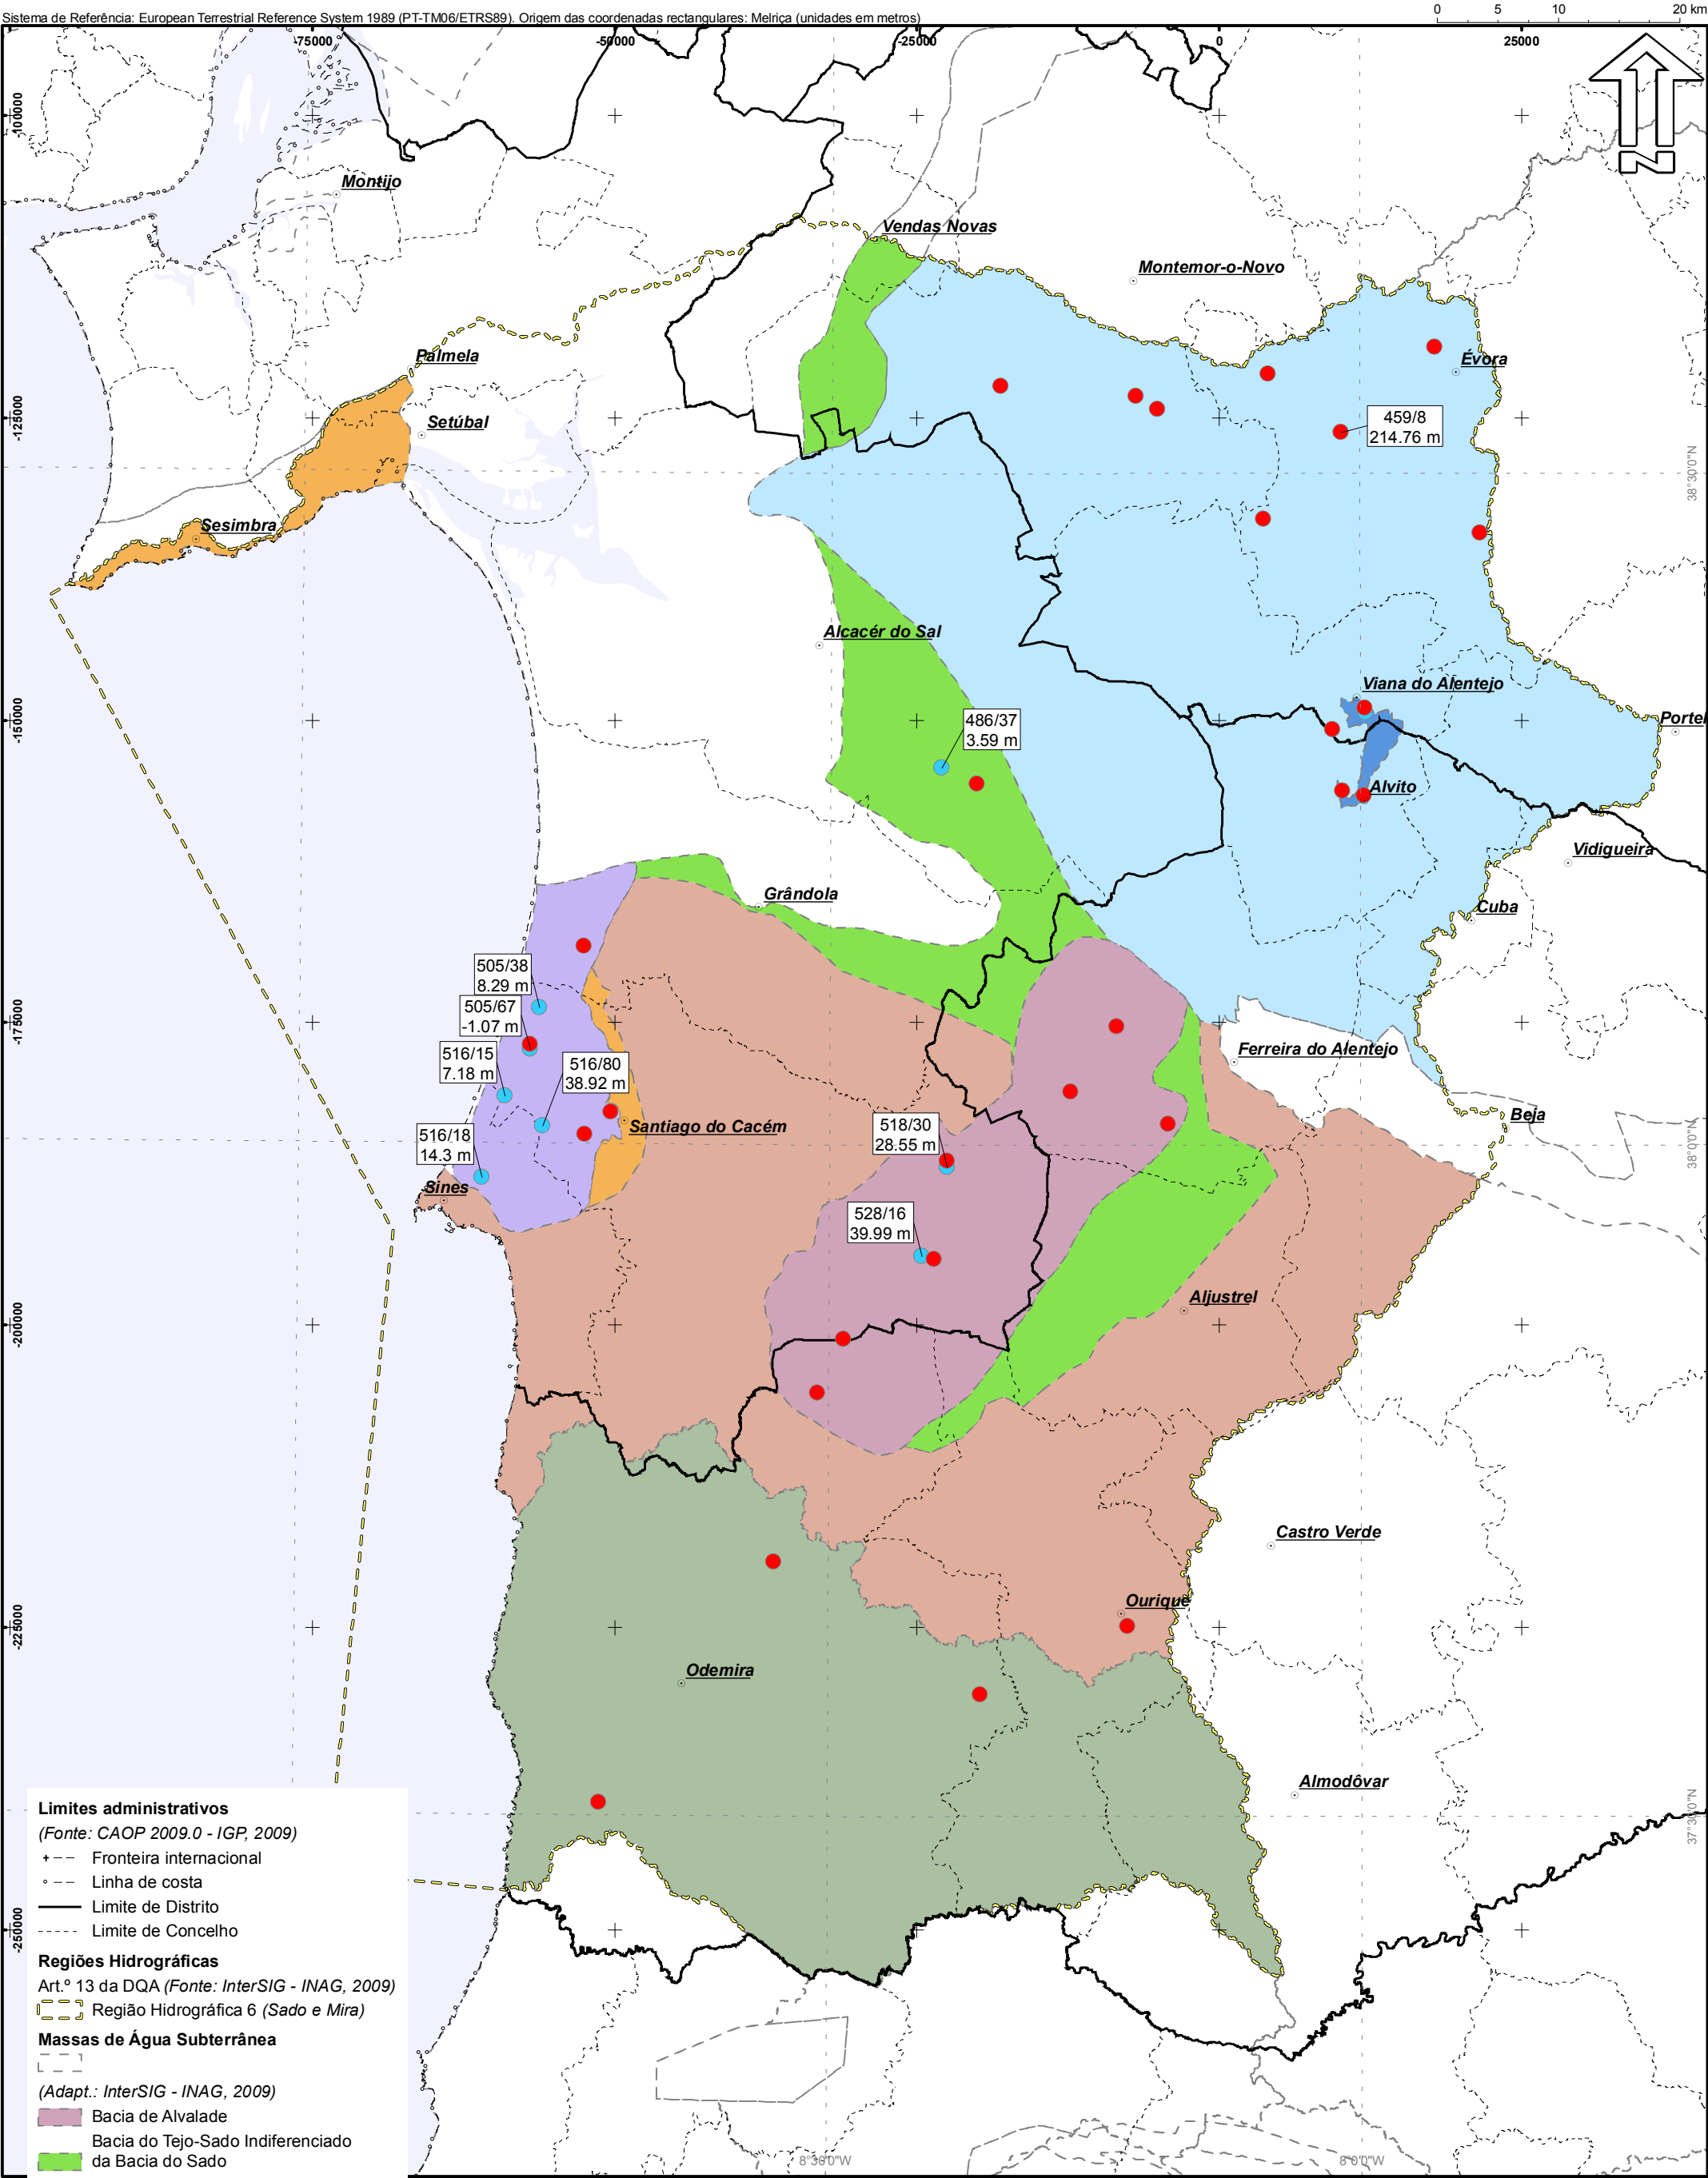 Sistema de Referência: European Terrestrial Reference System 1989 (PT-TM06/ETRS89). Origem das coordenadas rectangulares: Melriça (unidades em metros)
0 5 10 20 km
-75000 -50000 -25000 0 25000
-100000
Montijo
Vendas Novas
Montemor-o-Novo
Palmela
Évora
Setúbal
-125000
459/8
214.76 m
38°30'0"N
Sesimbra
Alcacér do Sal
Viana do Alentejo
-150000
486/37
3.59 m
Portel
Alvito
Vidigueira
Grândola
Cuba
505/38
8.29 m
505/67
-1.07 m
-175000
516/15
7.18 m
516/80
38.92 m
Ferreira do Alentejo
Beja
Santiago do Cacém
518/30
28.55 m
516/18
14.3 m
38°0'0"N
Sines
528/16
39.99 m
Aljustrel
-200000
Castro Verde
Ourique
-225000
Odemira
Almodôvar
37°30'0"N
-250000
Limites administrativos
(Fonte: CAOP 2009.0 - IGP, 2009)
Fronteira internacional
Linha de costa
Limite de Distrito
Limite de Concelho
Regiões Hidrográficas
Art.º 13 da DQA (Fonte: InterSIG - INAG, 2009)
Região Hidrográfica 6 (Sado e Mira)
Massas de Água Subterrânea
(Adapt.: InterSIG - INAG, 2009)
Bacia de Alvalade
Bacia do Tejo-Sado Indiferenciado
da Bacia do Sado
8°30'0"W
8°0'0"W
N